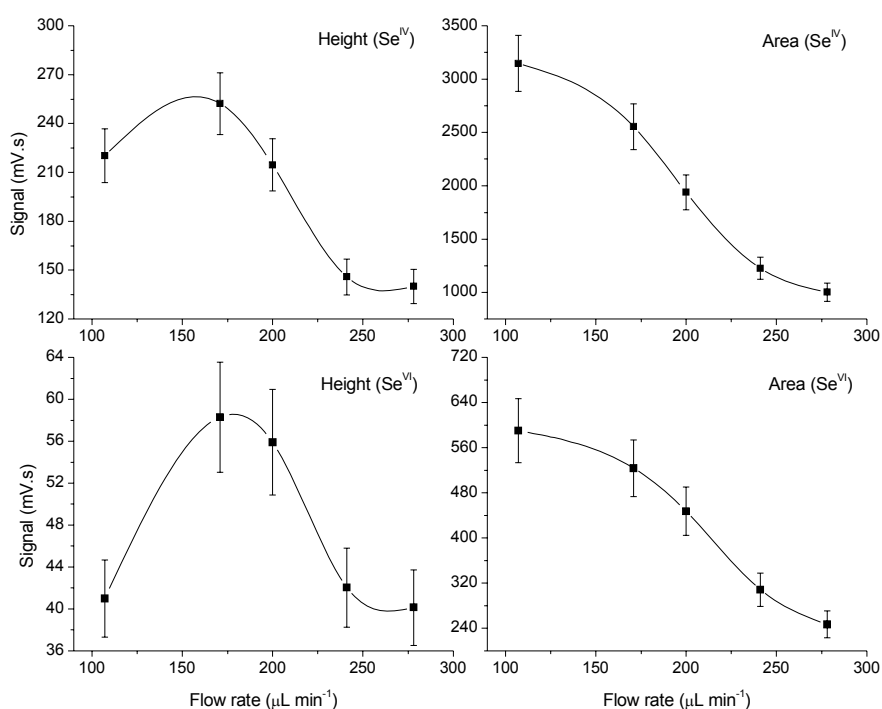 Height (Se^IV)
Signal (mV.s)
300
270
240
210
180
150
120
100 150 200 250 300
Area (Se^IV)
3500
3000
2500
2000
1500
1000
100 150 200 250 300
Height (Se^VI)
Signal (mV.s)
64
60
56
52
48
44
40
36
100 150 200 250 300
Flow rate (μL min⁻¹)
Area (Se^VI)
720
640
560
480
400
320
240
100 150 200 250 300
Flow rate (μL min⁻¹)